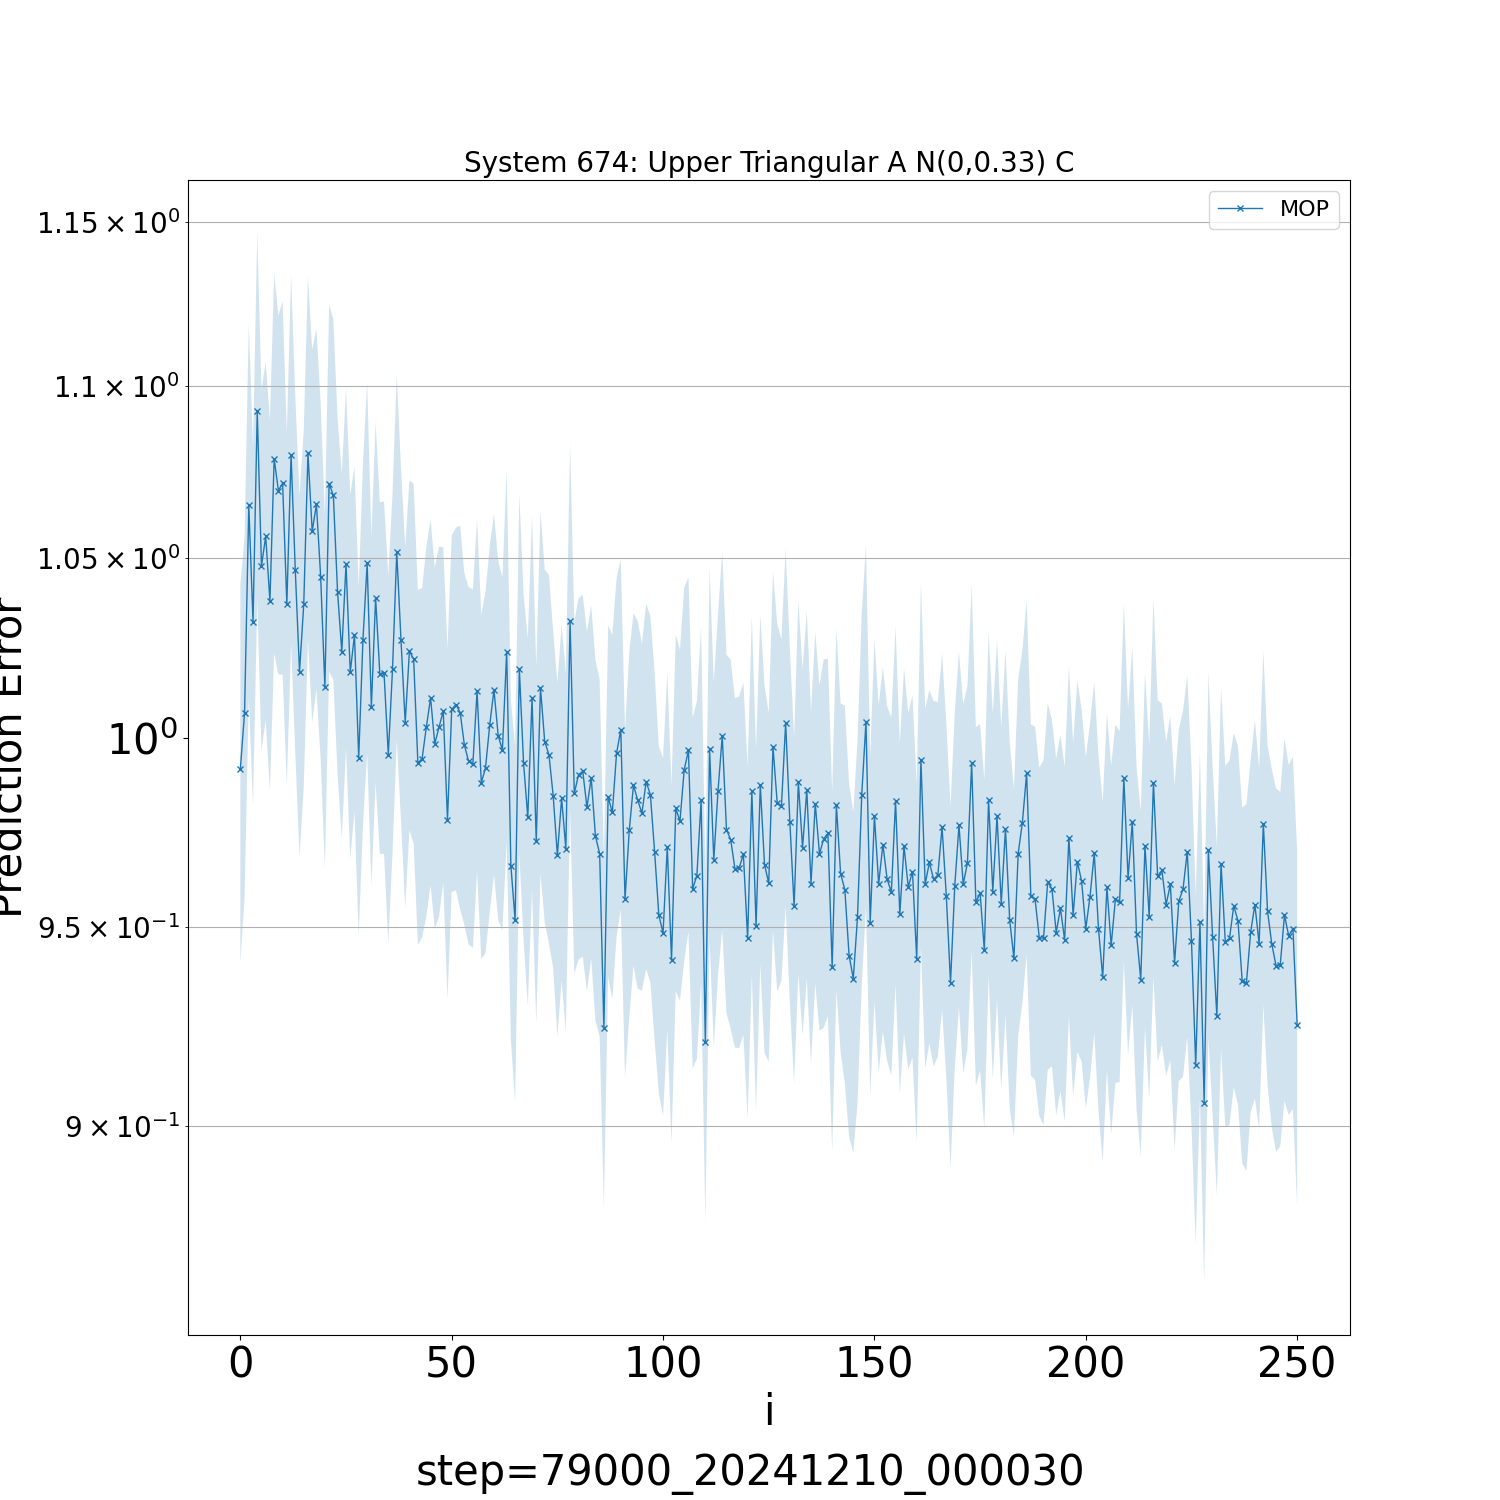 System 674: Upper Triangular A N(0,0.33) C
MOP
1.15 × 10⁰
1.1 × 10⁰
1.05 × 10⁰
10⁰
9.5 × 10⁻¹
9 × 10⁻¹
Prediction Error
0 50 100 150 200 250
i
step=79000_20241210_000030